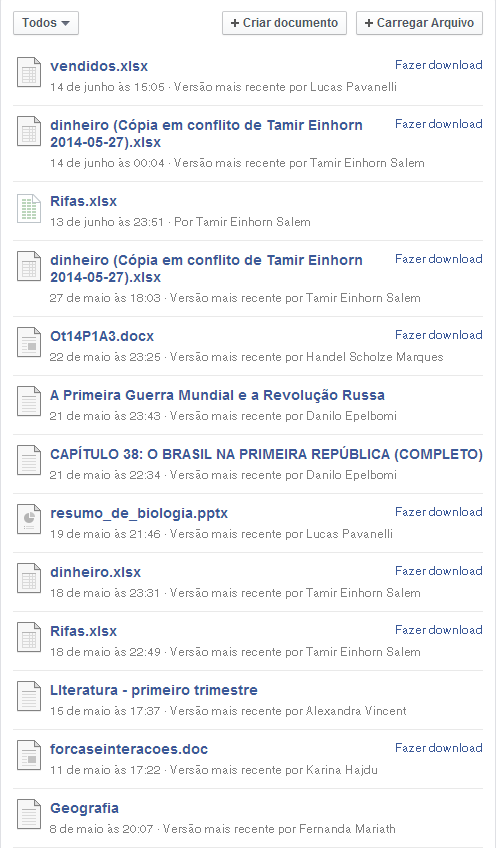 Todos
+ Criar documento
+ Carregar Arquivo
vendidos.xlsx
Fazer download
14 de junho às 15:05 · Versão mais recente por Lucas Pavanelli
dinheiro (Cópia em conflito de Tamir Einhorn
Fazer download
2014-05-27).xlsx
14 de junho às 00:04 · Versão mais recente por Tamir Einhorn Salem
Rifas.xlsx
13 de junho às 23:51 · Por Tamir Einhorn Salem
dinheiro (Cópia em conflito de Tamir Einhorn
Fazer download
2014-05-27).xlsx
27 de maio às 18:03 · Versão mais recente por Tamir Einhorn Salem
Ot14P1A3.docx
Fazer download
22 de maio às 23:25 · Versão mais recente por Handel Scholze Marques
A Primeira Guerra Mundial e a Revolução Russa
21 de maio às 23:43 · Versão mais recente por Danilo Epelbomi
CAPÍTULO 38: O BRASIL NA PRIMEIRA REPÚBLICA (COMPLETO)
21 de maio às 22:34 · Versão mais recente por Danilo Epelbomi
resumo_de_biologia.pptx
Fazer download
19 de maio às 21:46 · Versão mais recente por Lucas Pavanelli
dinheiro.xlsx
Fazer download
18 de maio às 23:31 · Versão mais recente por Tamir Einhorn Salem
Rifas.xlsx
Fazer download
18 de maio às 22:49 · Versão mais recente por Tamir Einhorn Salem
LIteratura - primeiro trimestre
15 de maio às 17:37 · Versão mais recente por Alexandra Vincent
forcaseinteracoes.doc
Fazer download
11 de maio às 17:22 · Versão mais recente por Karina Hajdu
Geografia
8 de maio às 20:07 · Versão mais recente por Fernanda Mariath